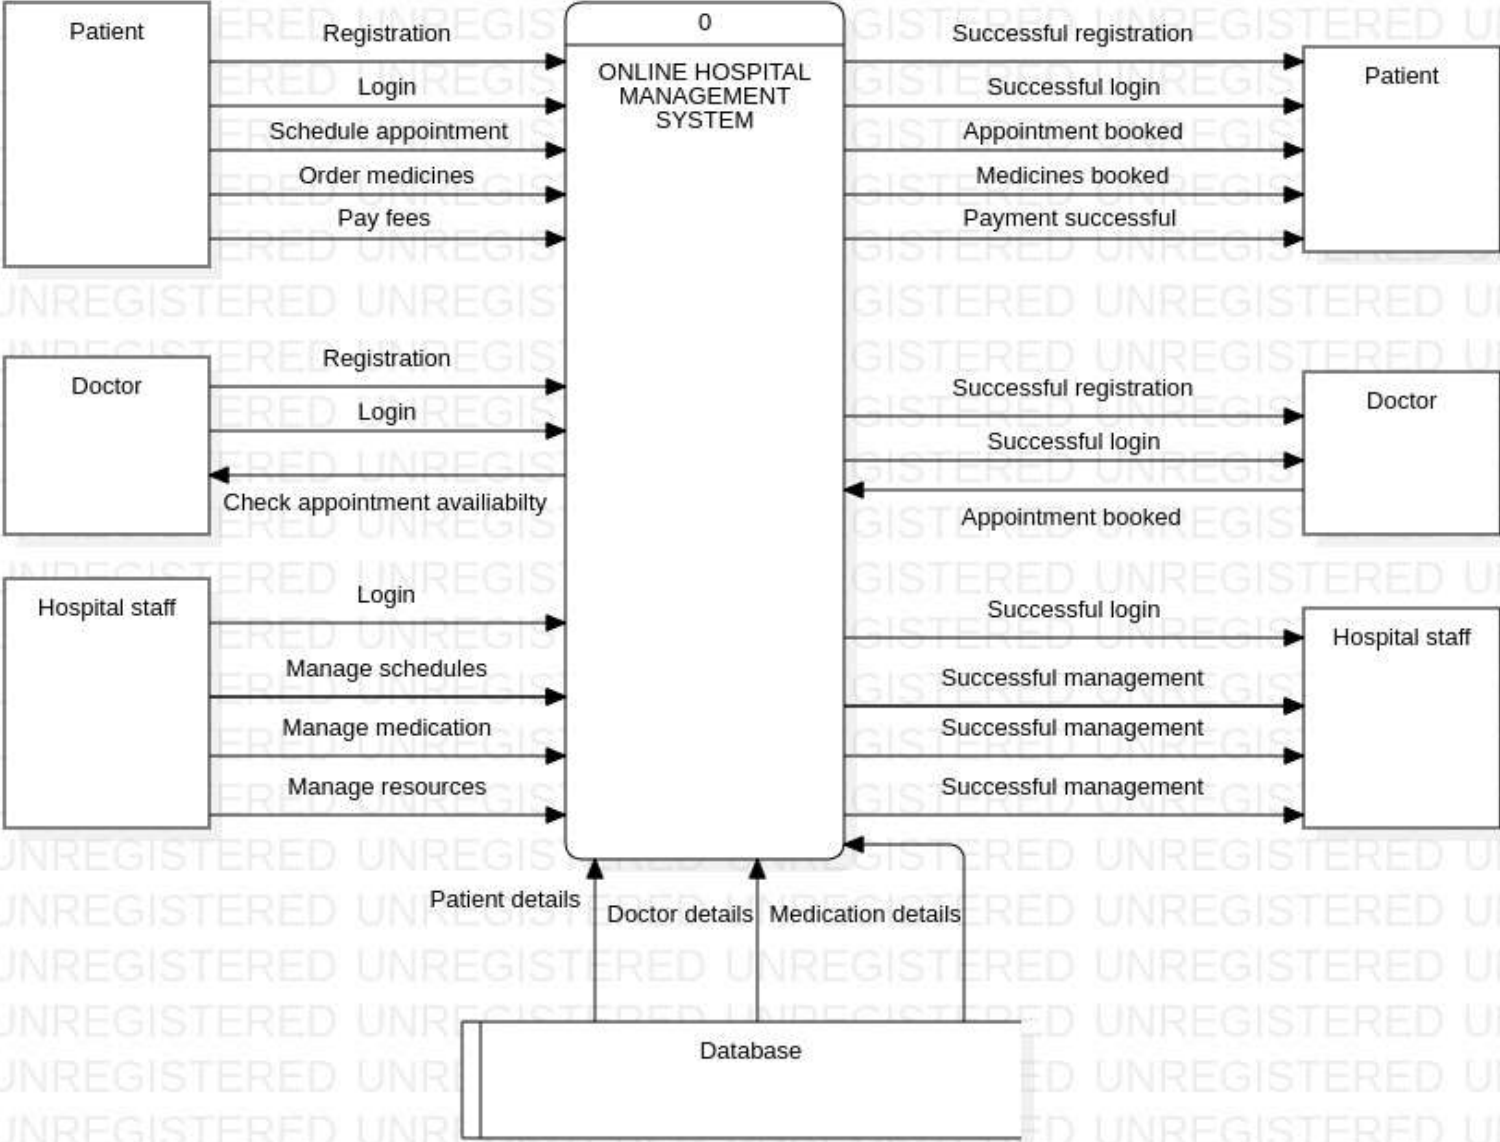 Patient
Registration
Login
Schedule appointment
Order medicines
Pay fees
0
ONLINE HOSPITAL
MANAGEMENT
SYSTEM
Successful registration
Successful login
Appointment booked
Medicines booked
Payment successful
Patient
Doctor
Registration
Login
Check appointment availiabilty
Successful registration
Successful login
Appointment booked
Doctor
Hospital staff
Login
Manage schedules
Manage medication
Manage resources
Successful login
Successful management
Successful management
Successful management
Hospital staff
Patient details
Doctor details
Medication details
Database
UNREGISTERED